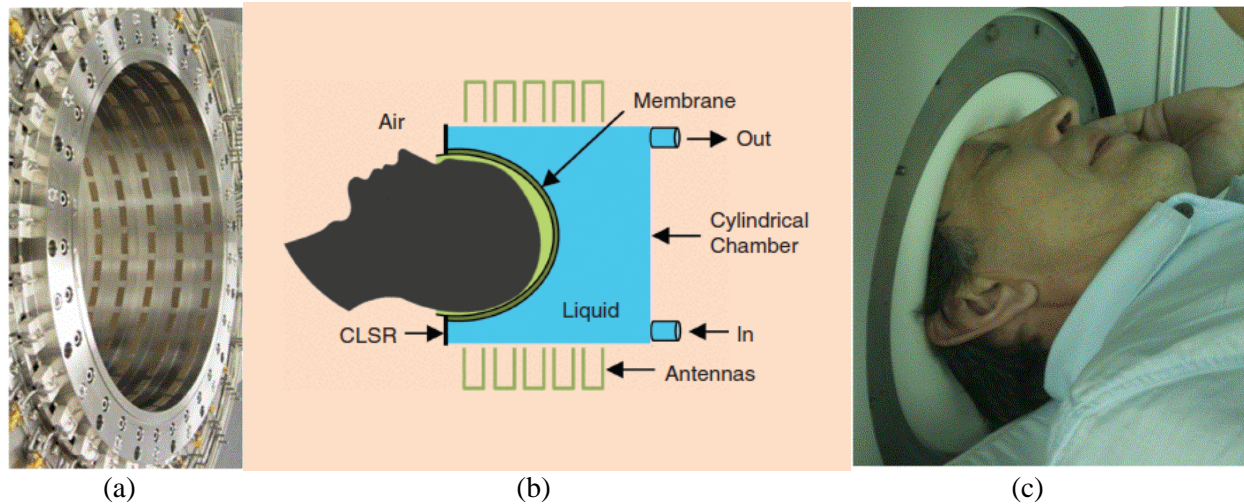 Air
Membrane
Out
Cylindrical
Chamber
Liquid
CLSR
In
Antennas
(a)
(b)
(c)